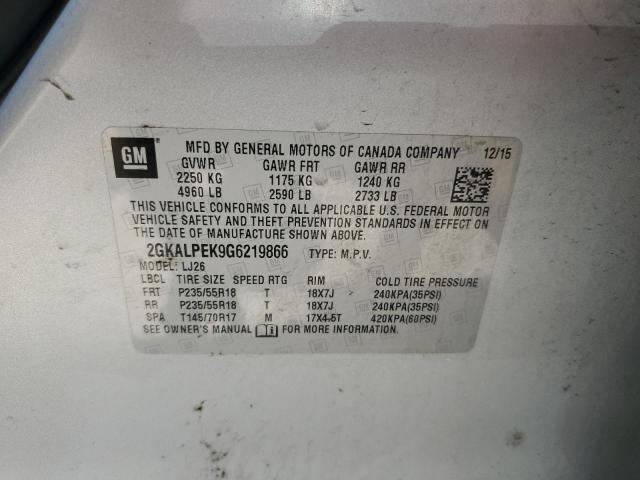 GM
MFD BY GENERAL MOTORS OF CANADA COMPANY 12/15
GVWR GAWR FRT GAWR RR
2250 KG 1175 KG 1240 KG
4960 LB 2590 LB 2733 LB
THIS VEHICLE CONFORMS TO ALL APPLICABLE U.S. FEDERAL MOTOR
VEHICLE SAFETY AND THEFT PREVENTION STANDARDS IN EFFECT ON
THE DATE OF MANUFACTURE SHOWN ABOVE.
2GKALPEK9G6219866 TYPE: M.P.V.
MODEL: LJ26
LBCL TIRE SIZE SPEED RTG RIM COLD TIRE PRESSURE
FRT P235/55R18 T 18X7J 240KPA(35PSI)
RR P235/55R18 T 18X7J 240KPA(35PSI)
SPA T145/70R17 M 17X4.5T 420KPA(60PSI)
SEE OWNER'S MANUAL FOR MORE INFORMATION.